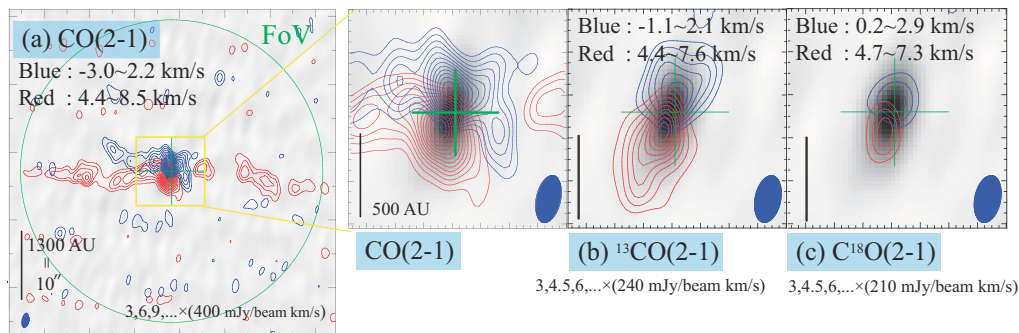 (a) CO(2-1)
FoV
Blue : -3.0~2.2 km/s
Red : 4.4~8.5 km/s
1300 AU
=
10″
3,6,9,...×(400 mJy/beam km/s)
500 AU
CO(2-1)
Blue : -1.1~2.1 km/s
Red : 4.4~7.6 km/s
(b) ¹³CO(2-1)
3,4.5,6,...×(240 mJy/beam km/s)
Blue : 0.2~2.9 km/s
Red : 4.7~7.3 km/s
(c) C¹⁸O(2-1)
3,4.5,6,...×(210 mJy/beam km/s)